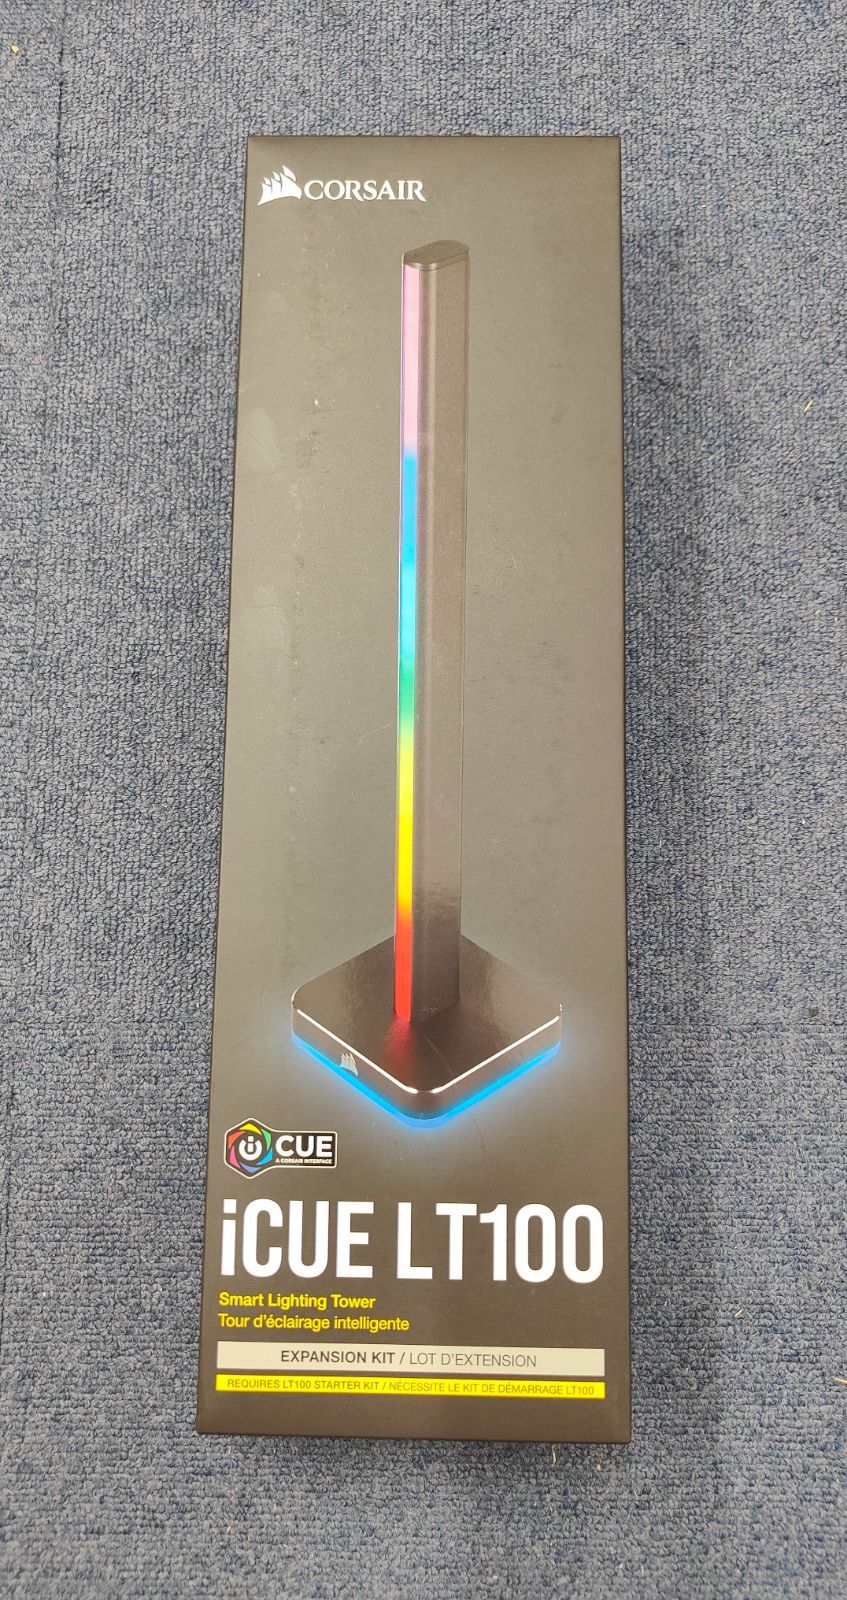 CORSAIR
i CUE
A CORSAIR INTERFACE
iCUE LT100
Smart Lighting Tower
Tour d'éclairage intelligente
EXPANSION KIT / LOT D'EXTENSION
REQUIRES LT100 STARTER KIT / NÉCESSITE LE KIT DE DÉMARRAGE LT100